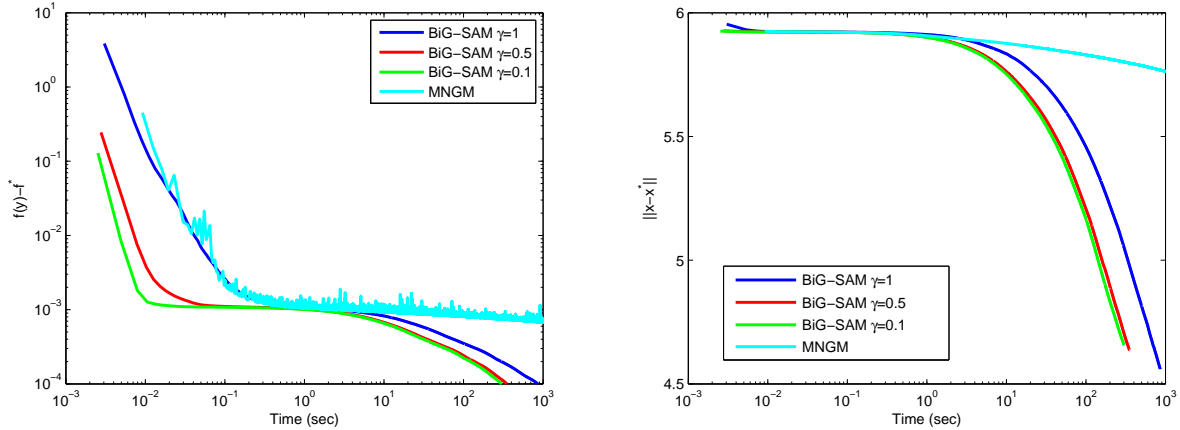 10^1
10^0
10^-1
10^-2
10^-3
10^-4
f(y)-f^*
10^-3 10^-2 10^-1 10^0 10^1 10^2 10^3
Time (sec)
BiG-SAM γ=1
BiG-SAM γ=0.5
BiG-SAM γ=0.1
MNGM
6
5.5
5
4.5
||x-x^*||
10^-3 10^-2 10^-1 10^0 10^1 10^2 10^3
Time (sec)
BiG-SAM γ=1
BiG-SAM γ=0.5
BiG-SAM γ=0.1
MNGM